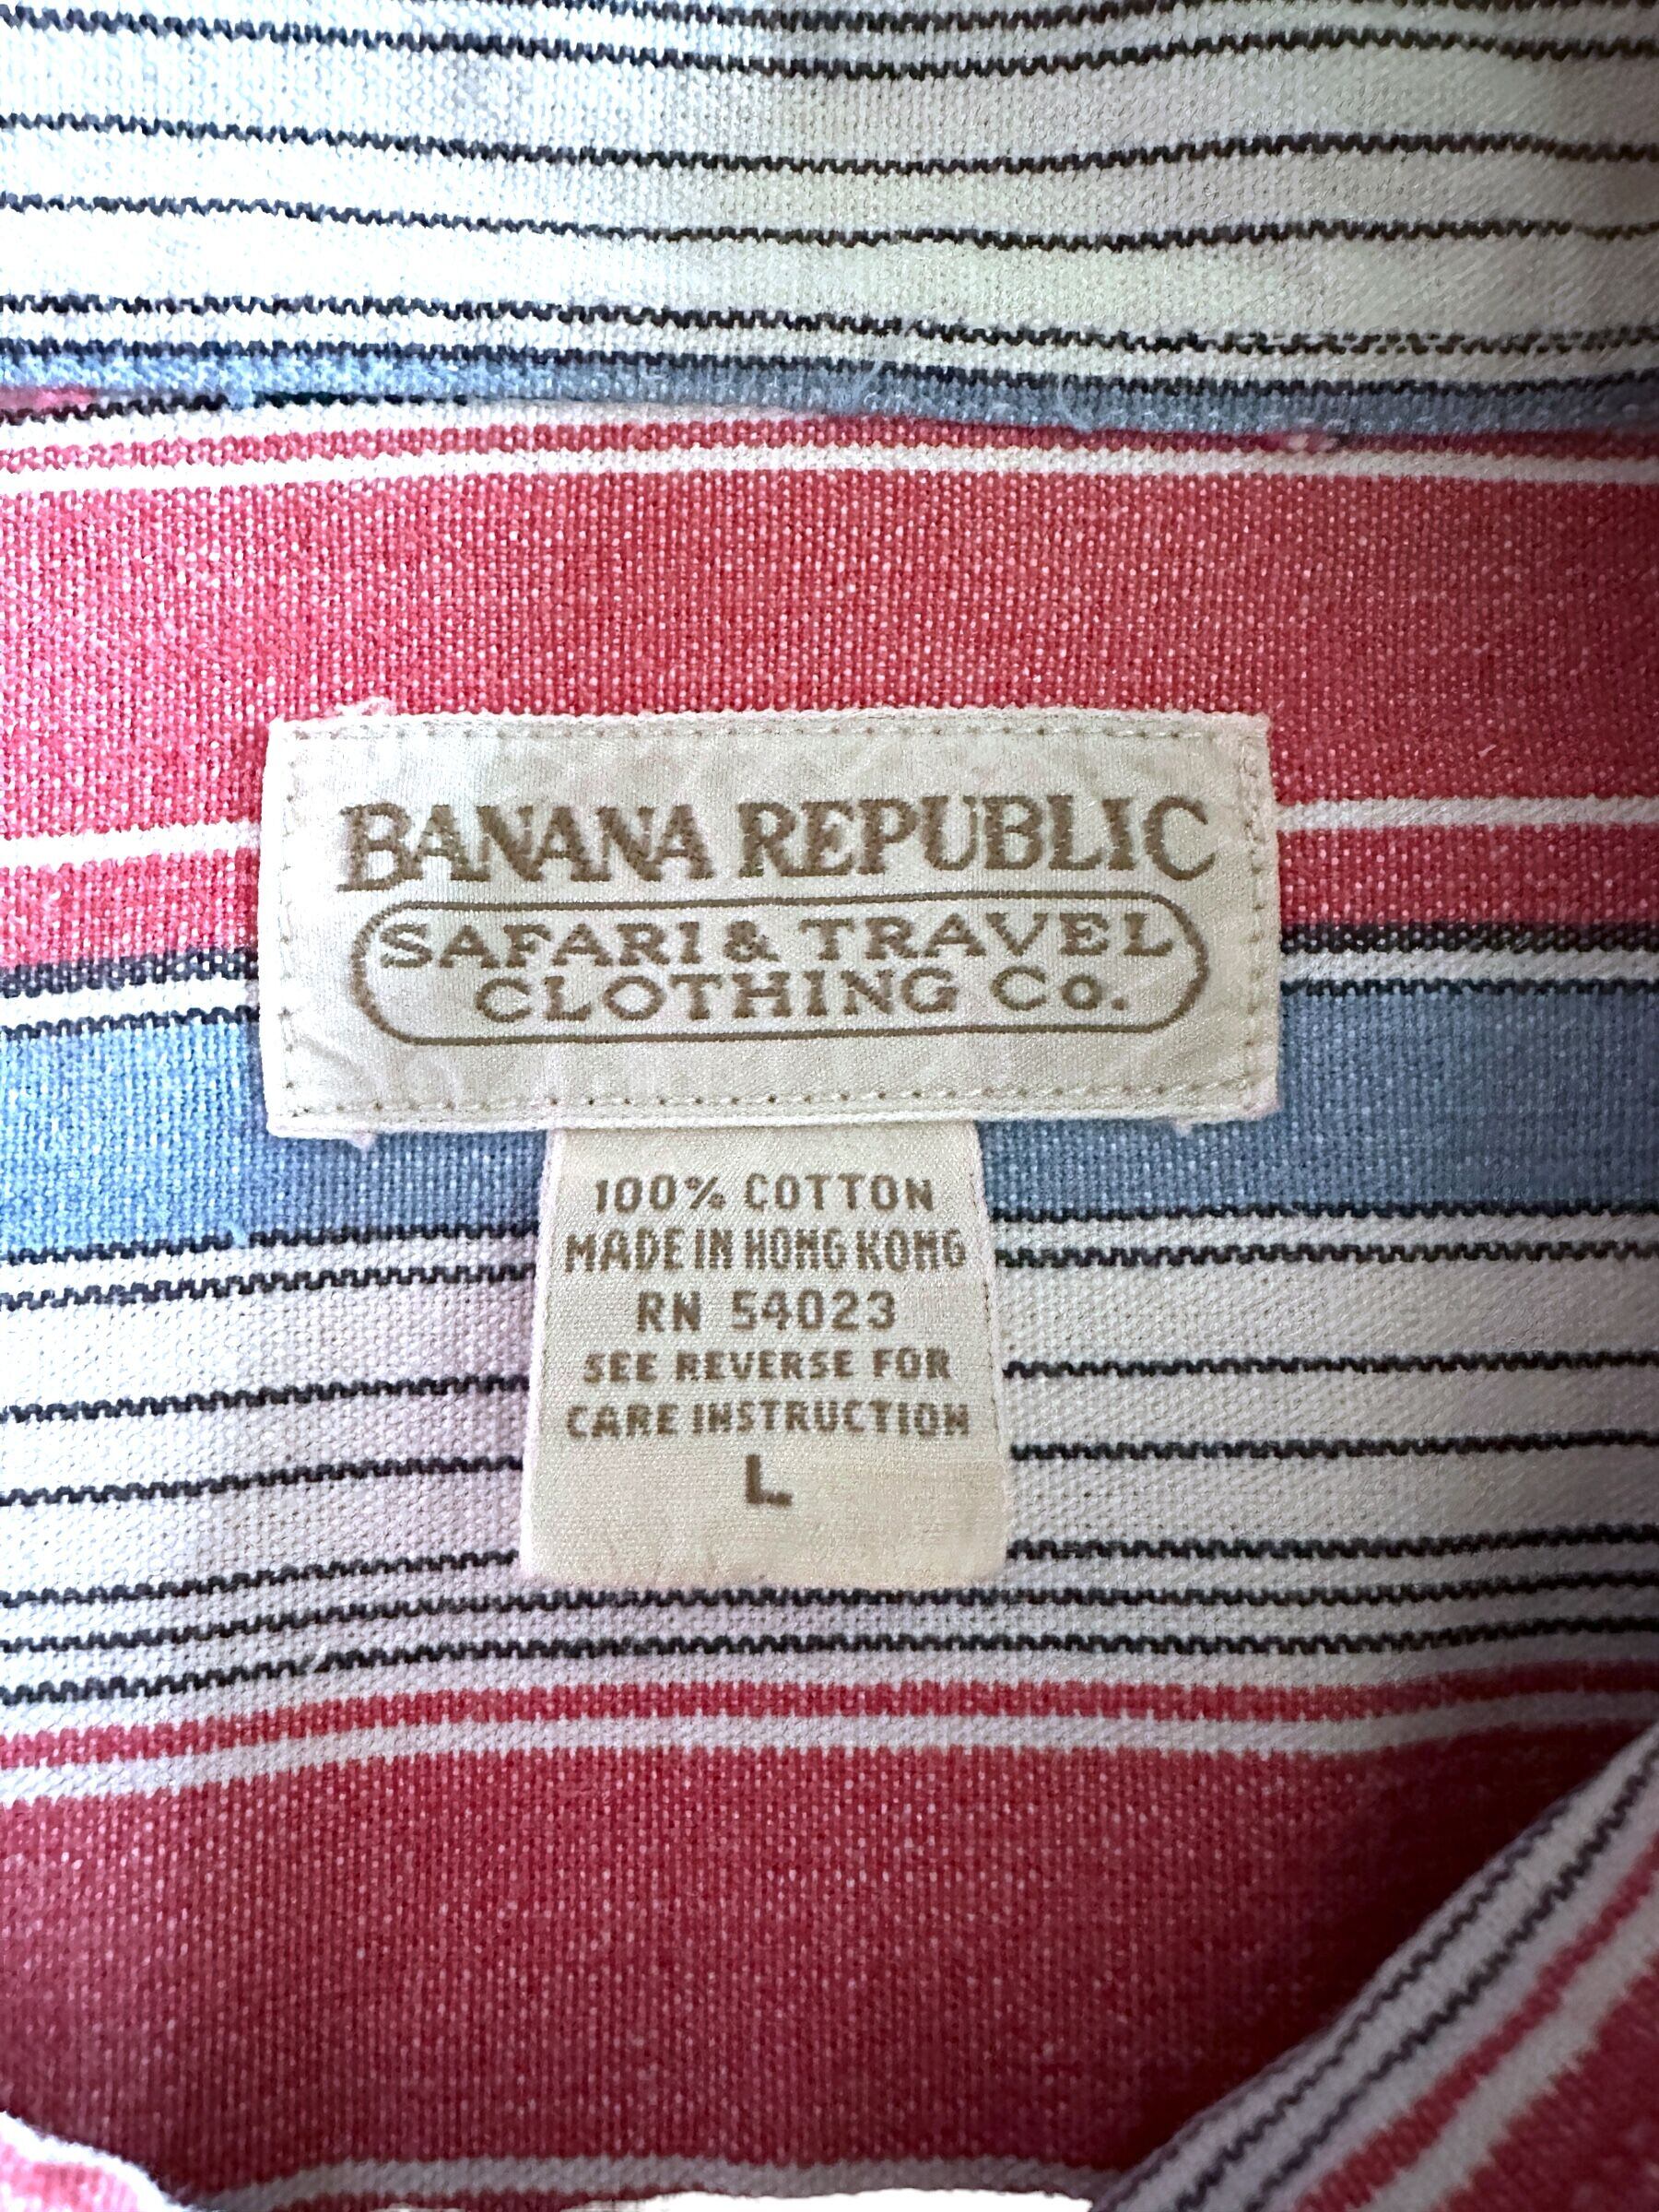 BANANA REPUBLIC
SAFARI & TRAVEL
CLOTHING Co.
100% COTTON
MADE IN HONG KONG
RN 54023
SEE REVERSE FOR
CARE INSTRUCTION
L